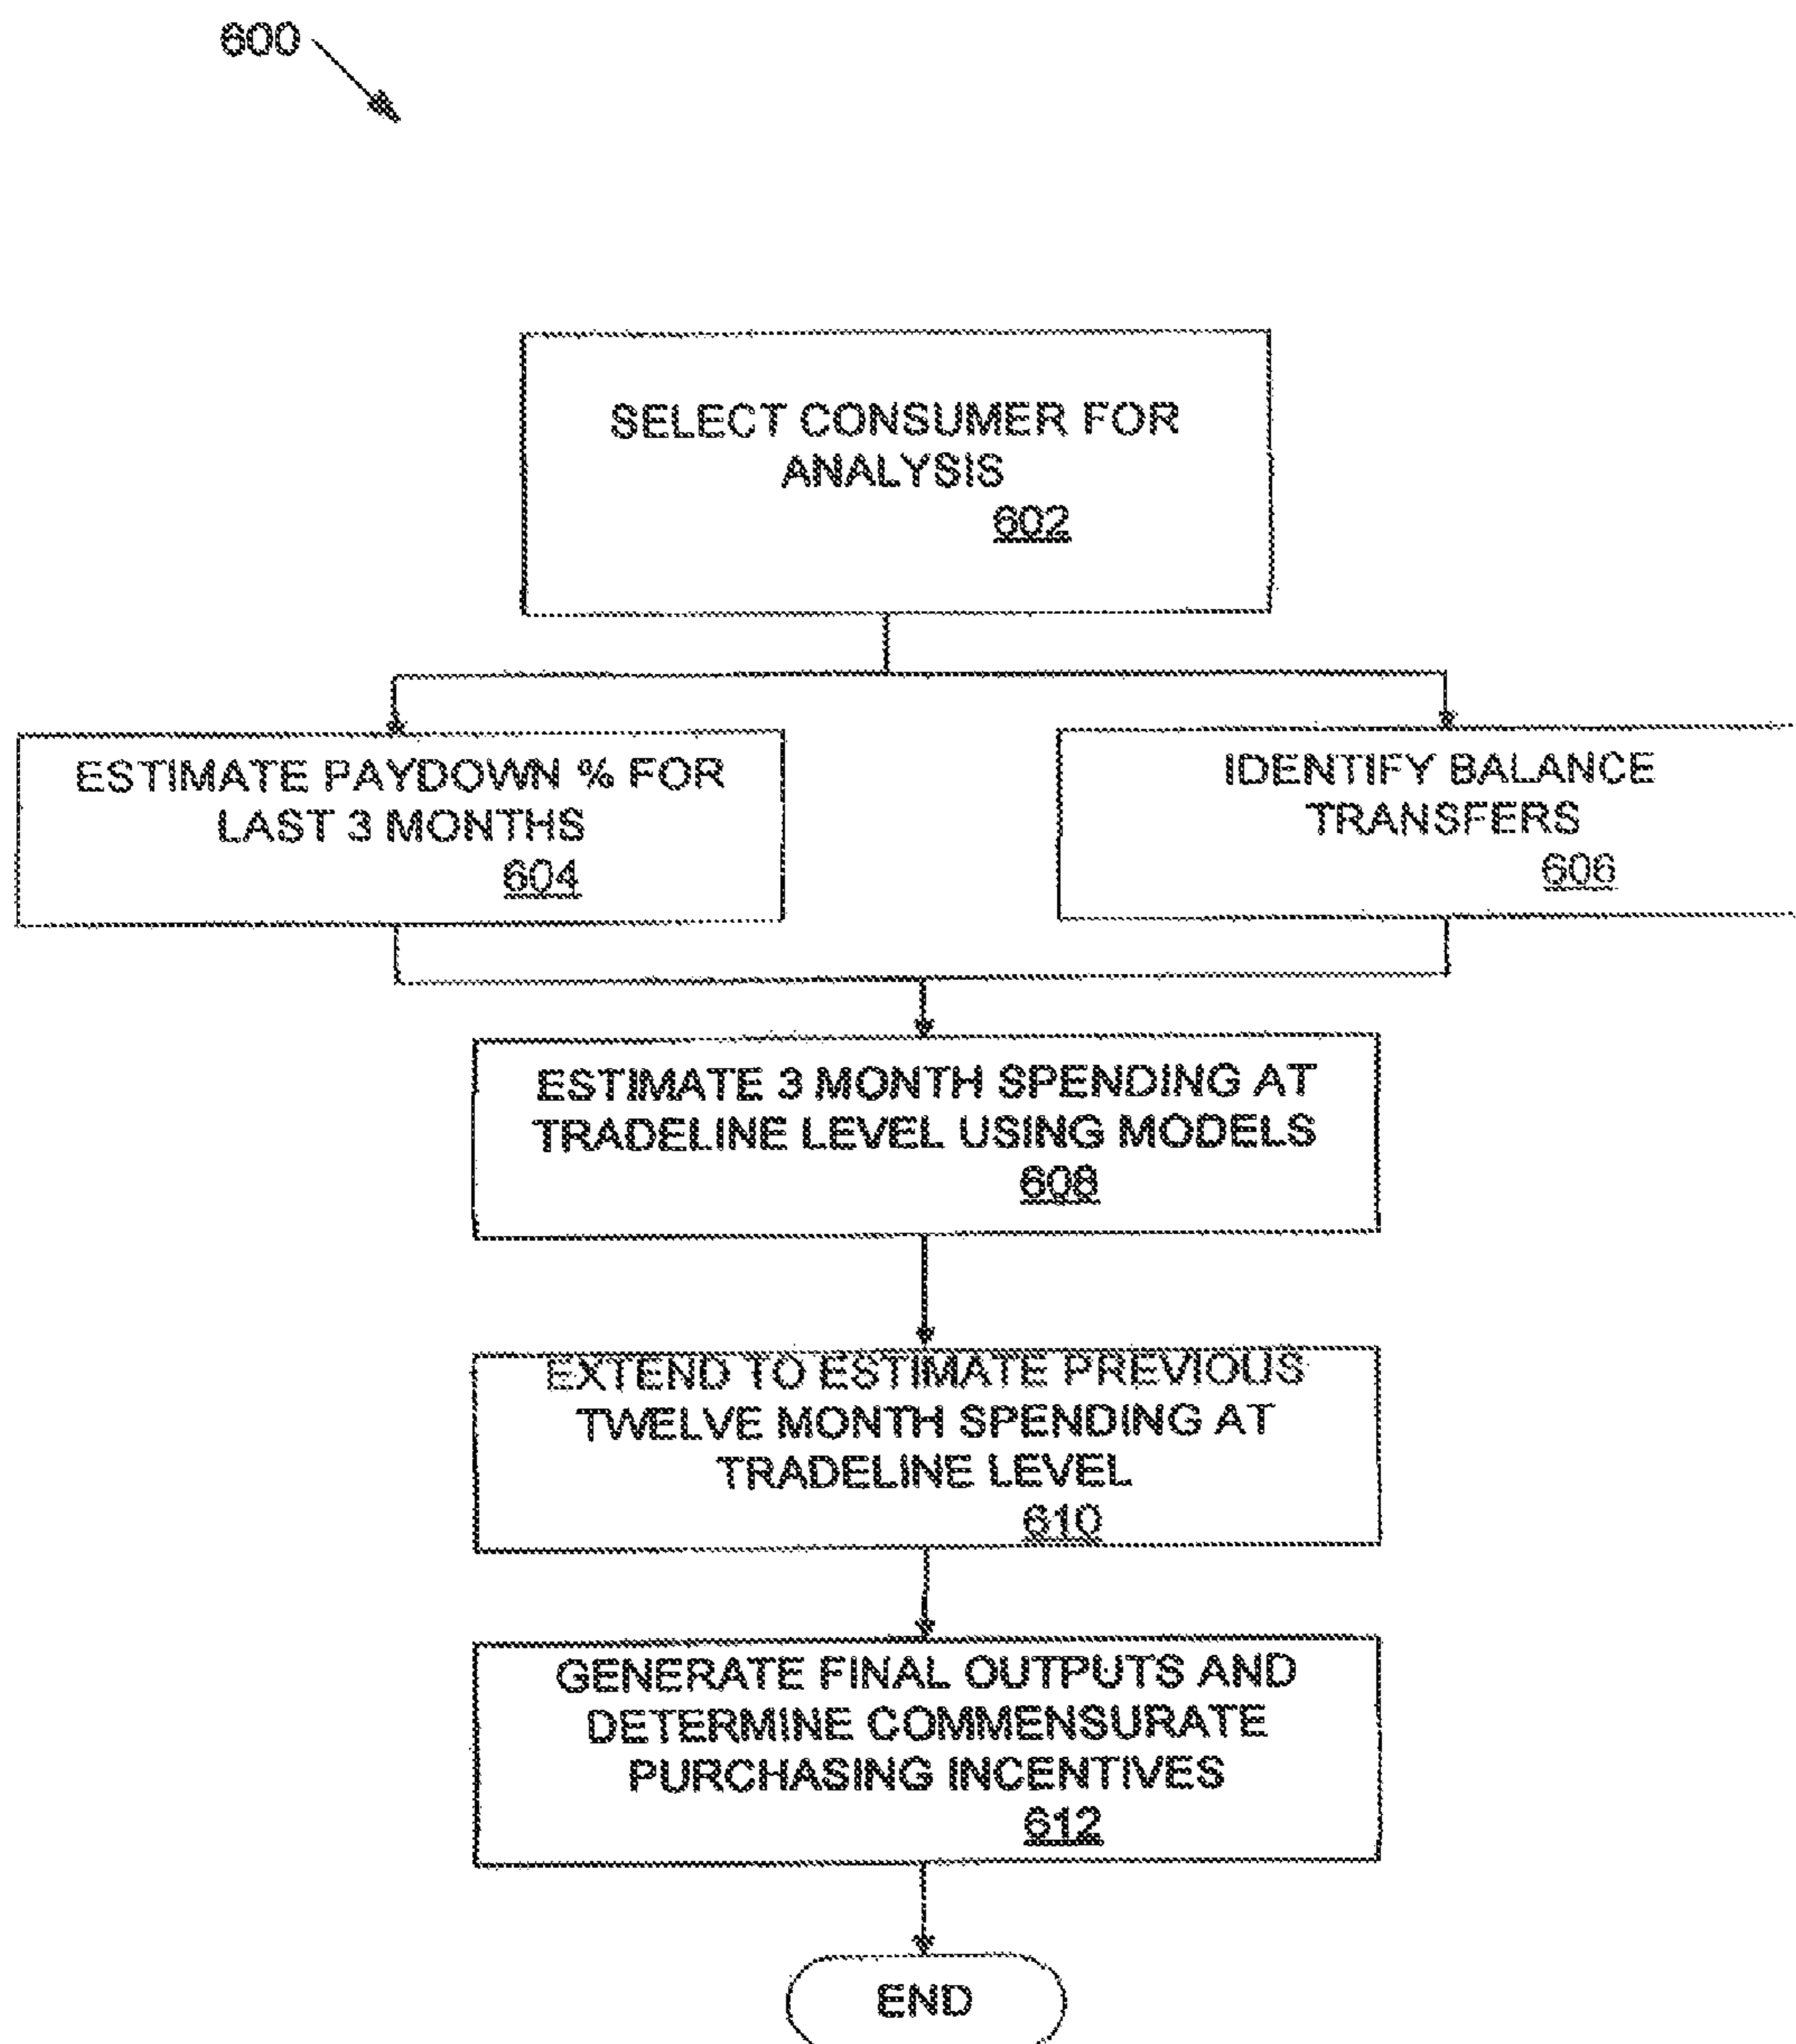 600
SELECT CONSUMER FOR
ANALYSIS
602
ESTIMATE PAYDOWN % FOR
LAST 3 MONTHS
604
IDENTIFY BALANCE
TRANSFERS
606
ESTIMATE 3 MONTH SPENDING AT
TRADELINE LEVEL USING MODELS
608
EXTEND TO ESTIMATE PREVIOUS
TWELVE MONTH SPENDING AT
TRADELINE LEVEL
610
GENERATE FINAL OUTPUTS AND
DETERMINE COMMENSURATE
PURCHASING INCENTIVES
612
END